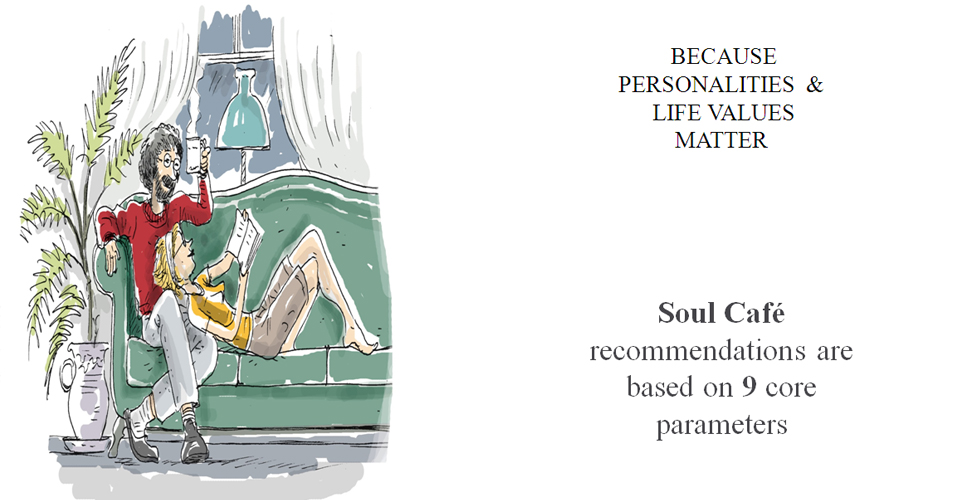 BECAUSE
PERSONALITIES &
LIFE VALUES
MATTER
Soul Café
recommendations are
based on 9 core
parameters